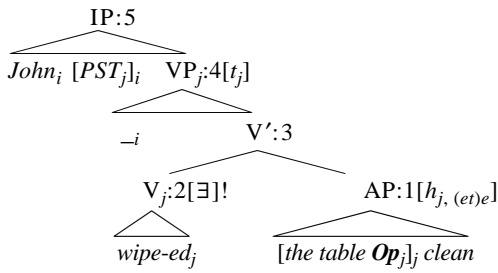 IP:5
John_i [PST_j]_i VP_j:4[t_j]
–_i V′:3
V_j:2[∃]! AP:1[h_{j, (et)e}]
wipe-ed_j [the table Op_j]_j clean